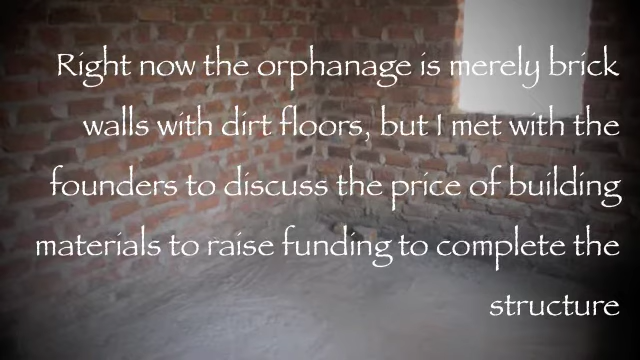 Right now the orphanage is merely brick
walls with dirt floors, but I met with the
founders to discuss the price of building
materials to raise funding to complete the
structure